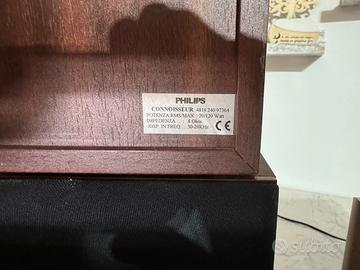 PHILIPS
CONNOISSEUR 4818 240 97364
POTENZA RMS/MAX : 20/120 Watt
IMPEDENZA : 8 Ohm
RISP. IN FREQ. : 50-20KHz CE
subito